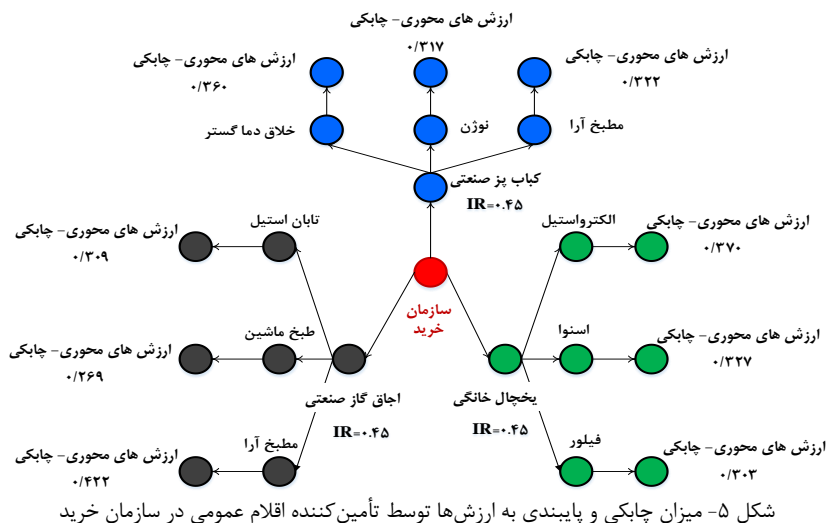 ارزش های محوری- چابکی
۰/۳۱۷
ارزش های محوری- چابکی
۰/۳۲۲
ارزش های محوری- چابکی
۰/۳۶۰
مطبخ آرا
نوژن
خلاق دما گستر
کباب پز صنعتی
IR=۰.۴۵
الکترواستیل
ارزش های محوری- چابکی
۰/۳۷۰
تابان استیل
ارزش های محوری- چابکی
۰/۳۰۹
سازمان
خرید
اسنوا
ارزش های محوری- چابکی
۰/۳۲۷
طبخ ماشین
ارزش های محوری- چابکی
۰/۲۶۹
یخچال خانگی
IR=۰.۴۵
اجاق گاز صنعتی
IR=۰.۴۵
فیلور
ارزش های محوری- چابکی
۰/۳۰۳
مطبخ آرا
ارزش های محوری- چابکی
۰/۴۲۲
شکل ۵- میزان چابکی و پایبندی به ارزش‌ها توسط تأمین‌کننده اقلام عمومی در سازمان خرید